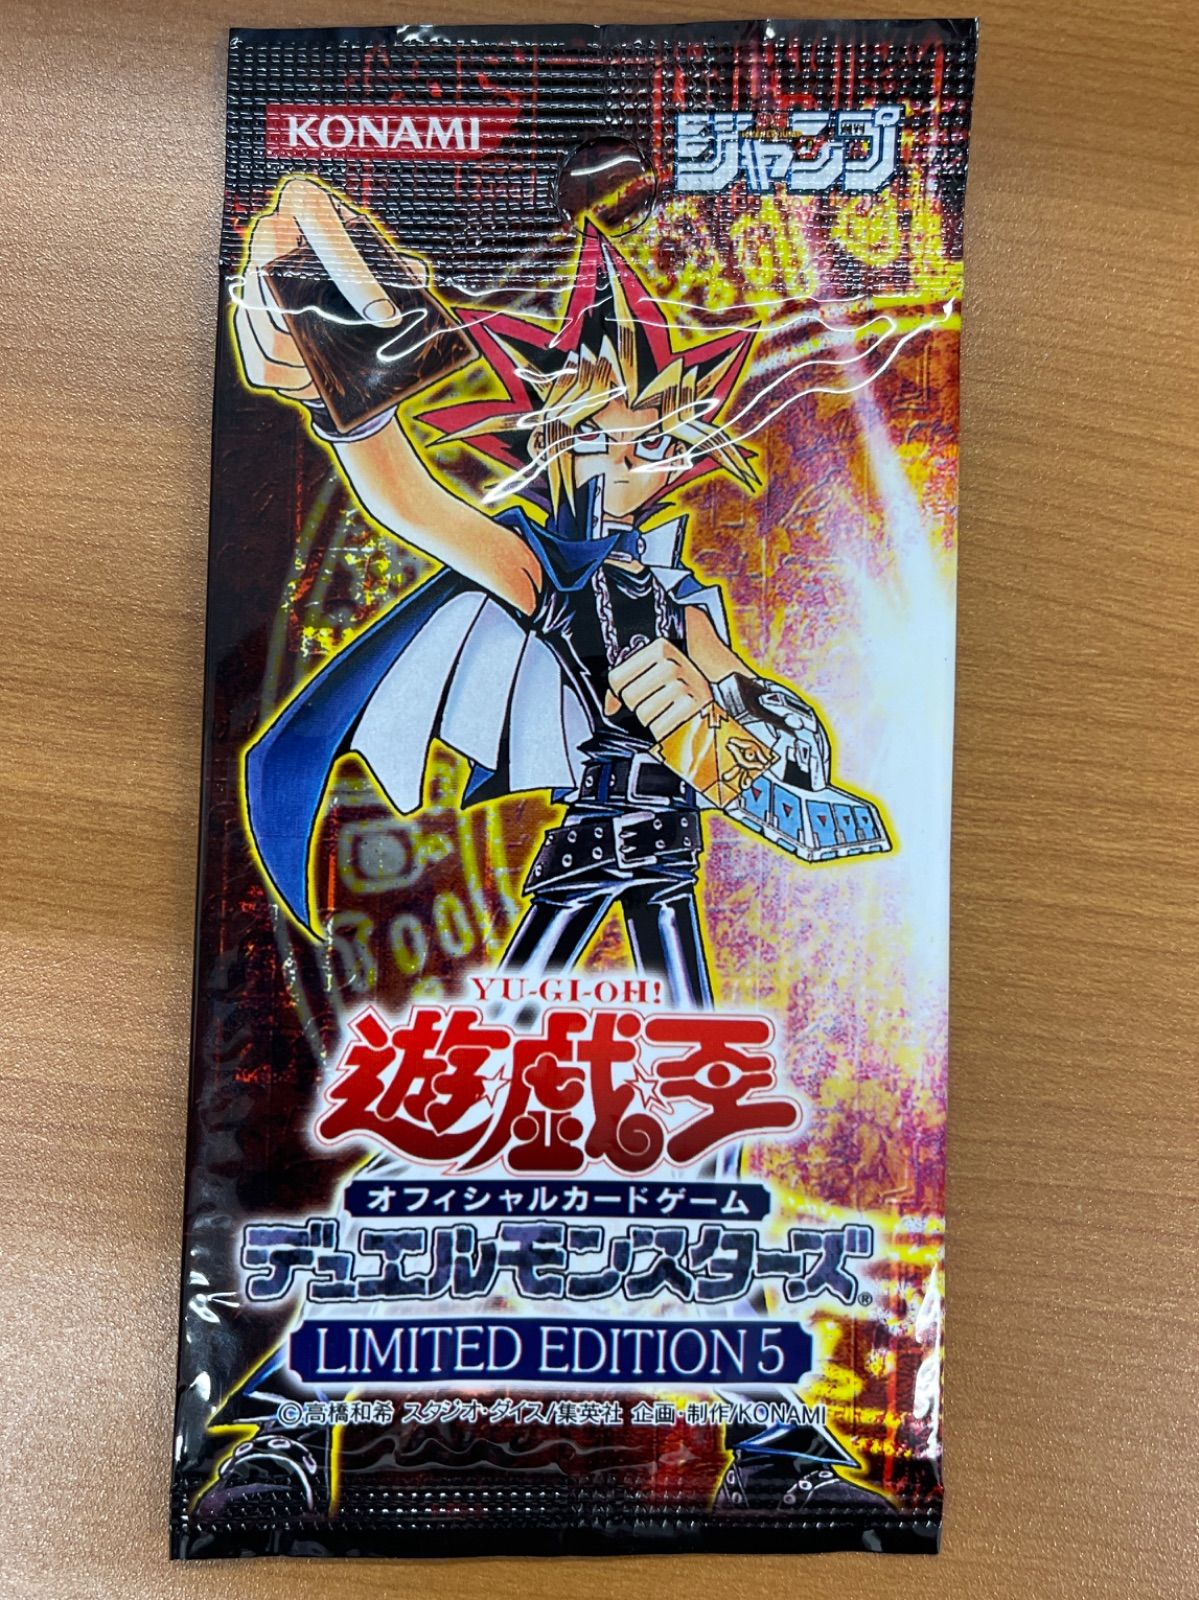 KONAMI
ジャンプ
YU-GI-OH!
遊戯王
オフィシャルカードゲーム
デュエルモンスターズ®
LIMITED EDITION 5
©高橋和希 スタジオ・ダイス/集英社 企画・制作/KONAMI